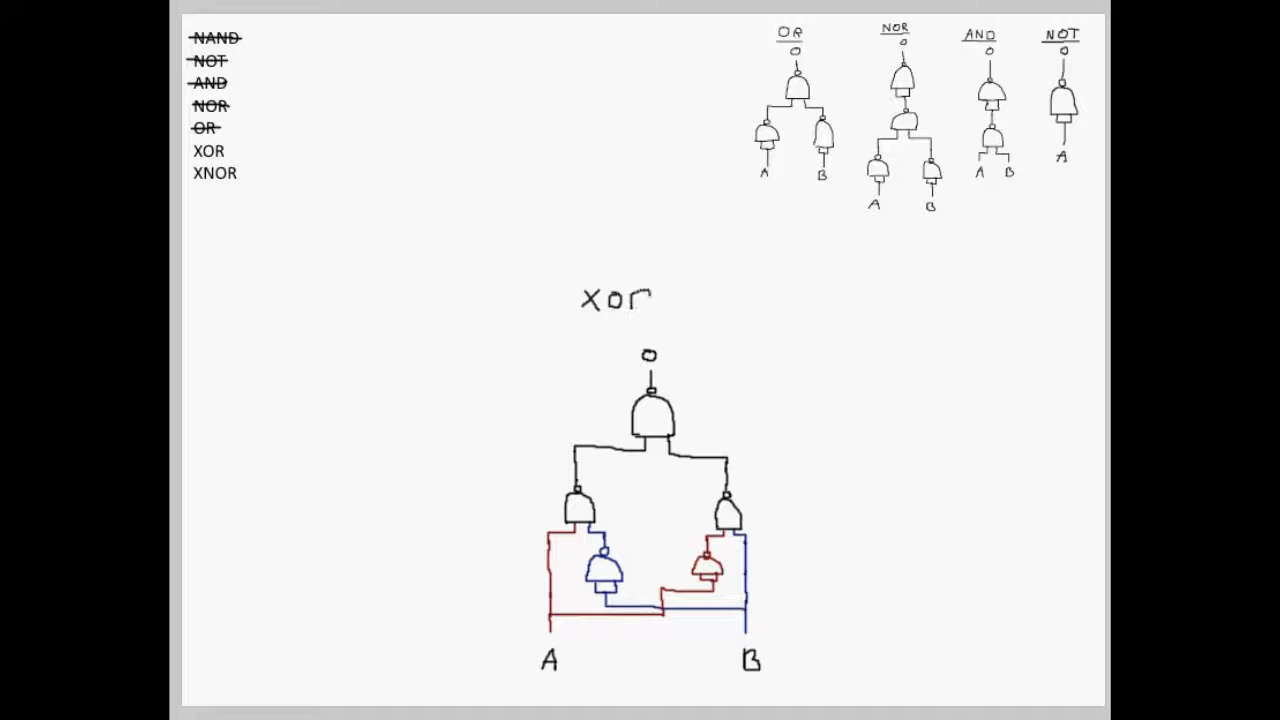 NAND
NOT
AND
NOR
OR
XOR
XNOR
OR NOR AND NOT
O O O O
A B A B A B A
xor
O
A B